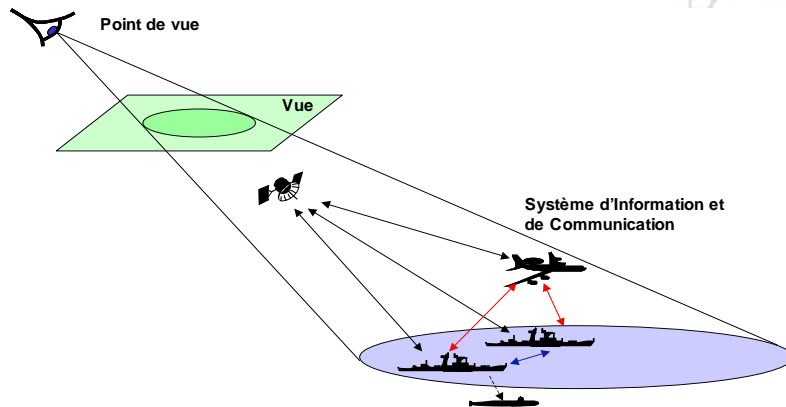 Point de vue
Vue
Système d'Information et
de Communication